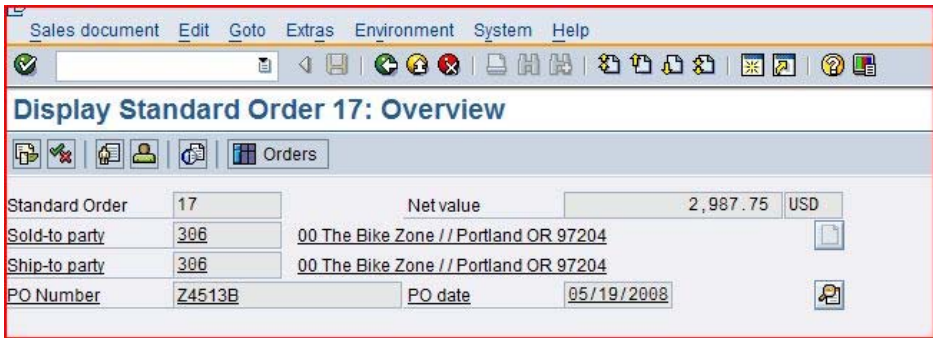 Sales document Edit Goto Extras Environment System Help
Display Standard Order 17: Overview
Orders
Standard Order 17 Net value 2,987.75 USD
Sold-to party 306 00 The Bike Zone / / Portland OR 97204
Ship-to party 306 00 The Bike Zone / / Portland OR 97204
PO Number Z4513B PO date 05/19/2008